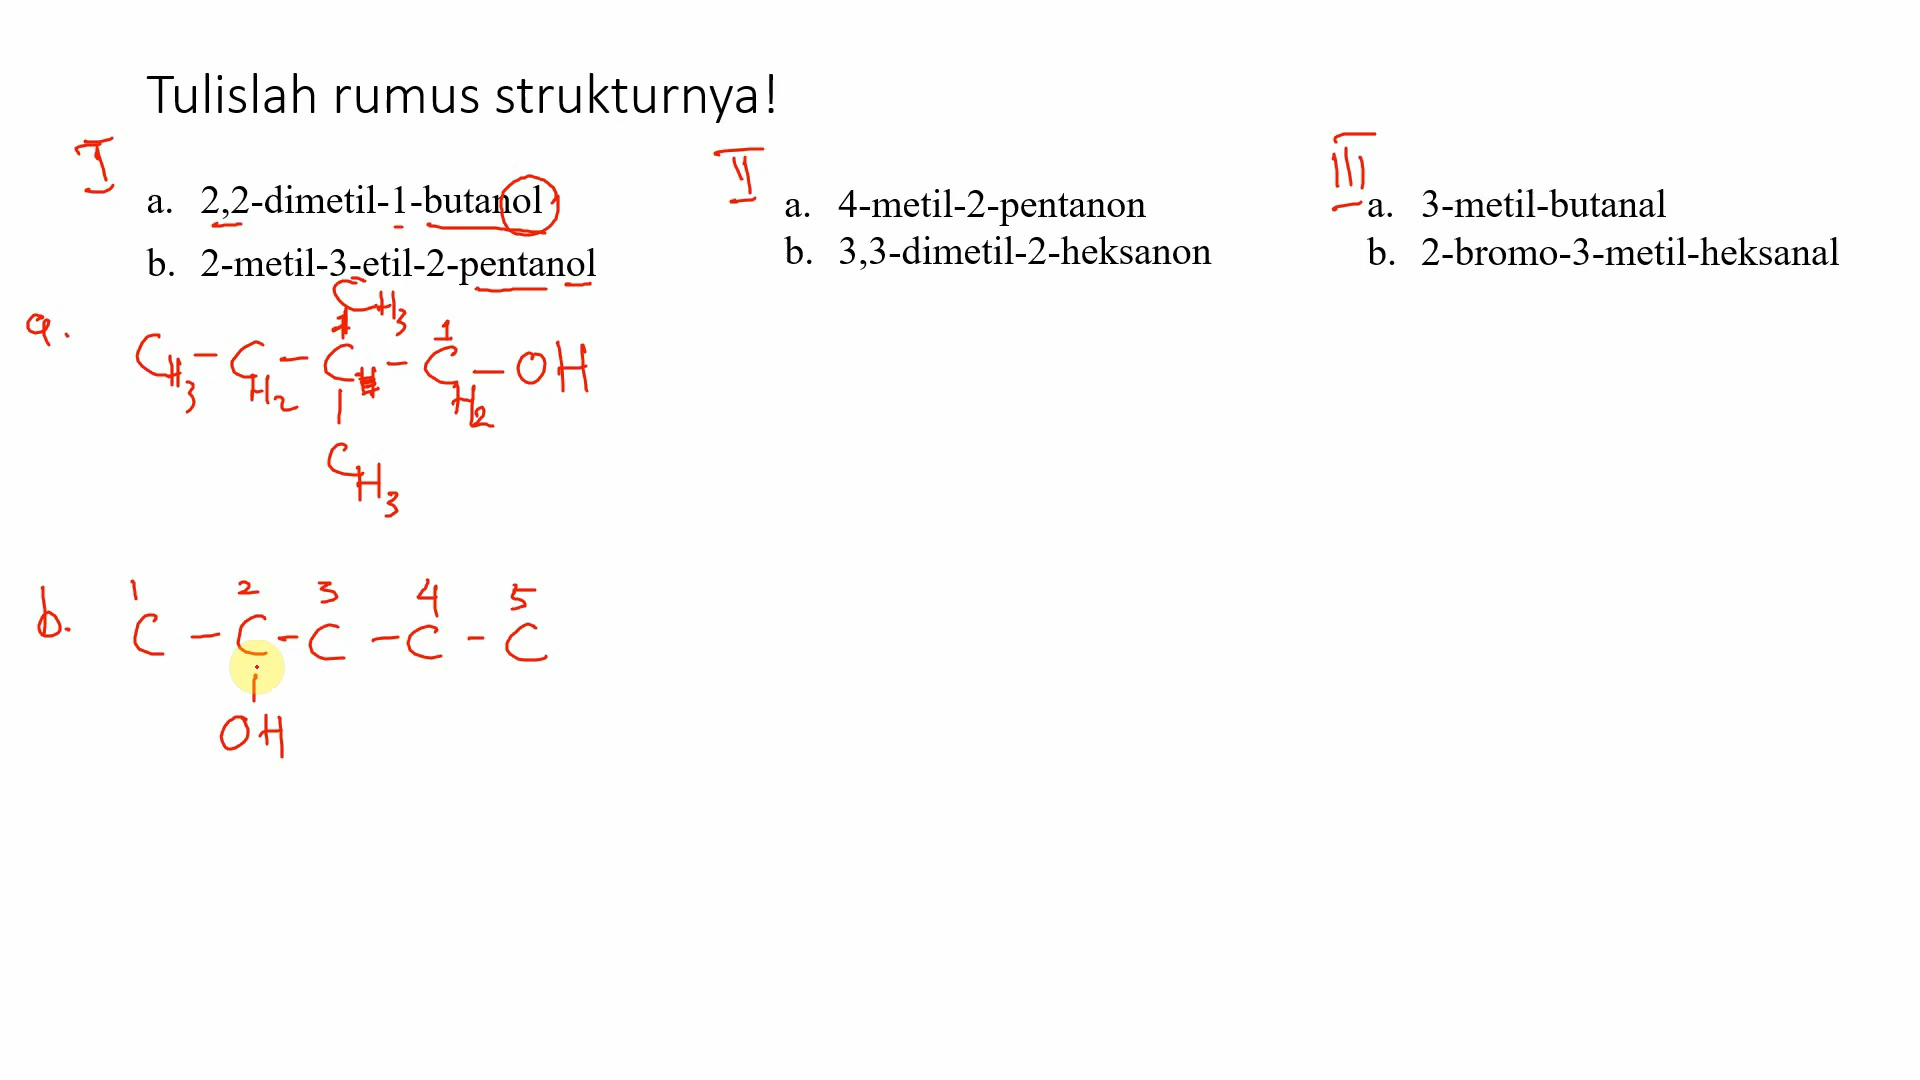 Tulislah rumus strukturnya!
I
a. 2,2-dimetil-1-butanol
b. 2-metil-3-etil-2-pentanol
II
a. 4-metil-2-pentanon
b. 3,3-dimetil-2-heksanon
III
a. 3-metil-butanal
b. 2-bromo-3-metil-heksanal
CH3
a.
1
CH3 - CH2 - C - CH2 - OH
CH3
1 2 3 4 5
b. C - C - C - C - C
OH